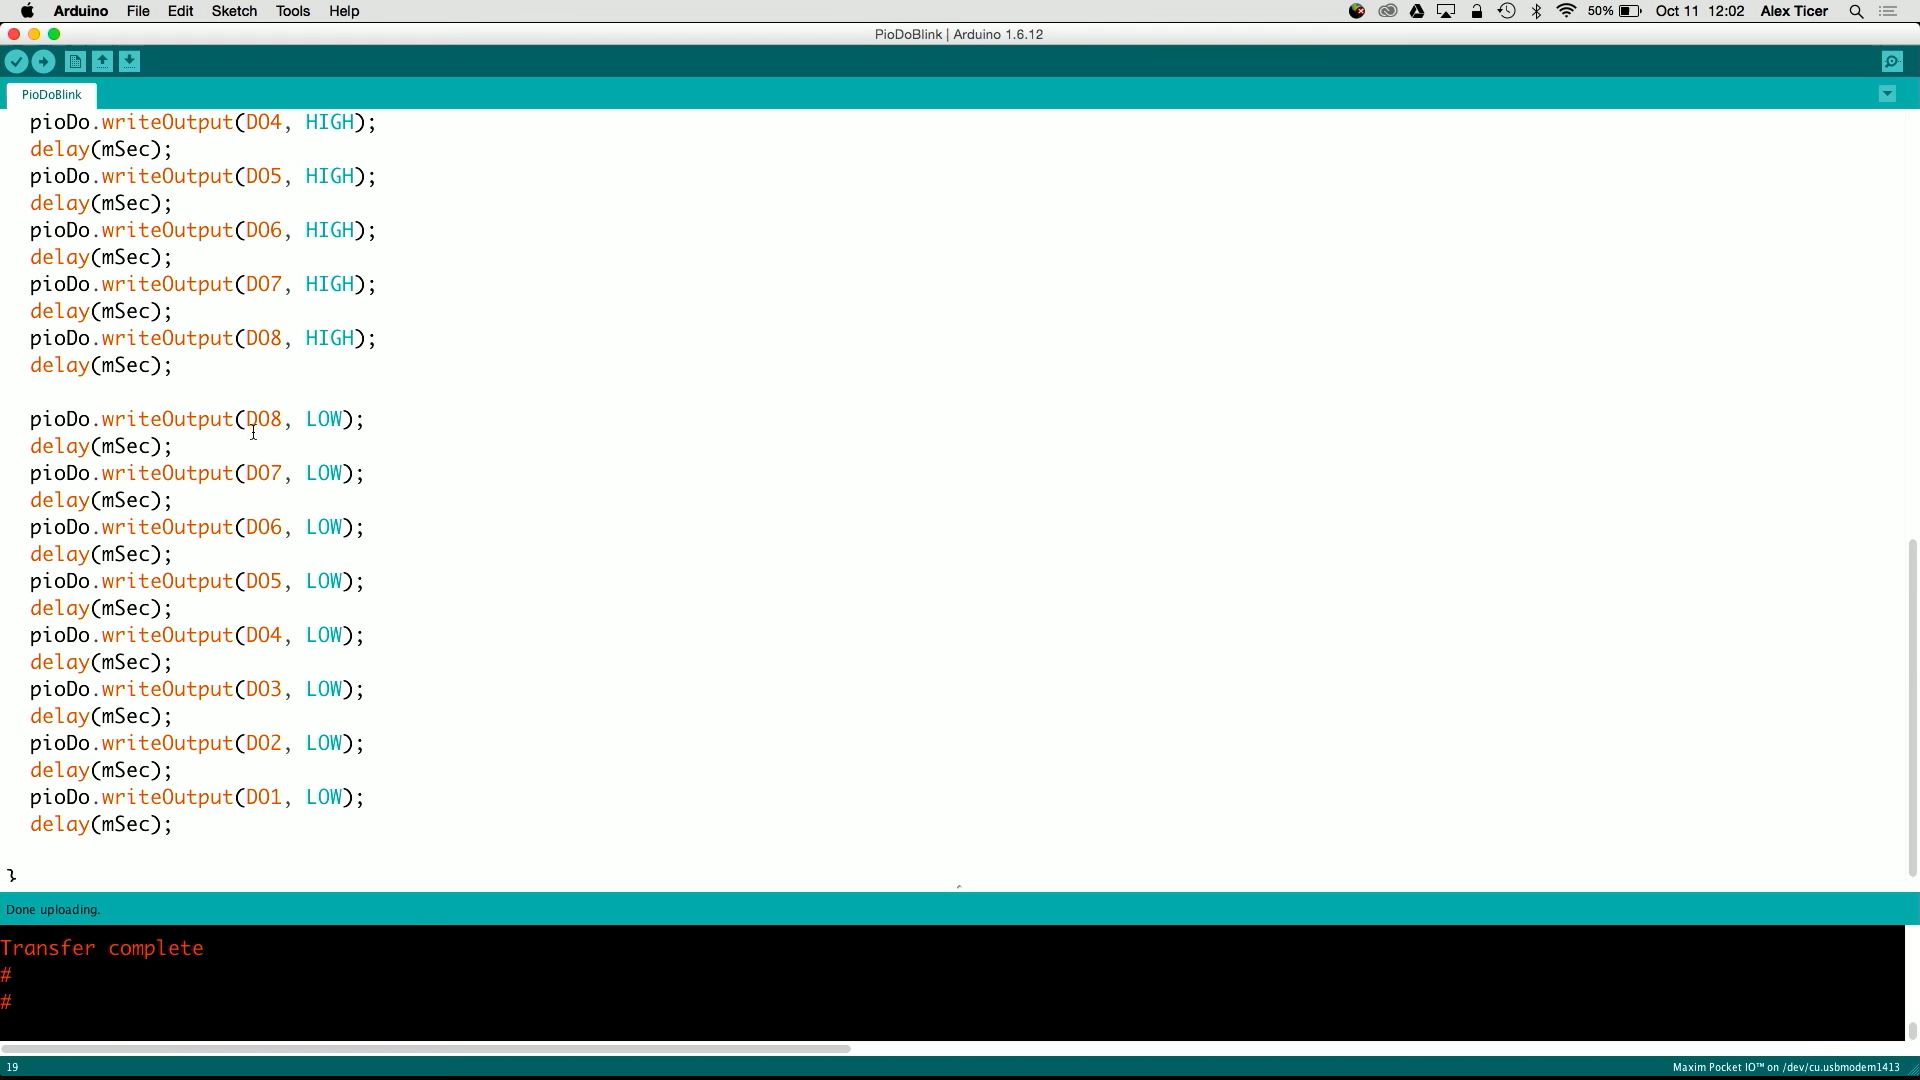 Arduino File Edit Sketch Tools Help 50% Oct 11 12:02 Alex Ticer
PioDoBlink | Arduino 1.6.12
PioDoBlink
pioDo.writeOutput(DO4, HIGH);
delay(mSec);
pioDo.writeOutput(DO5, HIGH);
delay(mSec);
pioDo.writeOutput(DO6, HIGH);
delay(mSec);
pioDo.writeOutput(DO7, HIGH);
delay(mSec);
pioDo.writeOutput(DO8, HIGH);
delay(mSec);
pioDo.writeOutput(DO8, LOW);
delay(mSec);
pioDo.writeOutput(DO7, LOW);
delay(mSec);
pioDo.writeOutput(DO6, LOW);
delay(mSec);
pioDo.writeOutput(DO5, LOW);
delay(mSec);
pioDo.writeOutput(DO4, LOW);
delay(mSec);
pioDo.writeOutput(DO3, LOW);
delay(mSec);
pioDo.writeOutput(DO2, LOW);
delay(mSec);
pioDo.writeOutput(DO1, LOW);
delay(mSec);
}
Done uploading.
Transfer complete
#
#
19 Maxim Pocket IO™ on /dev/cu.usbmodem1413